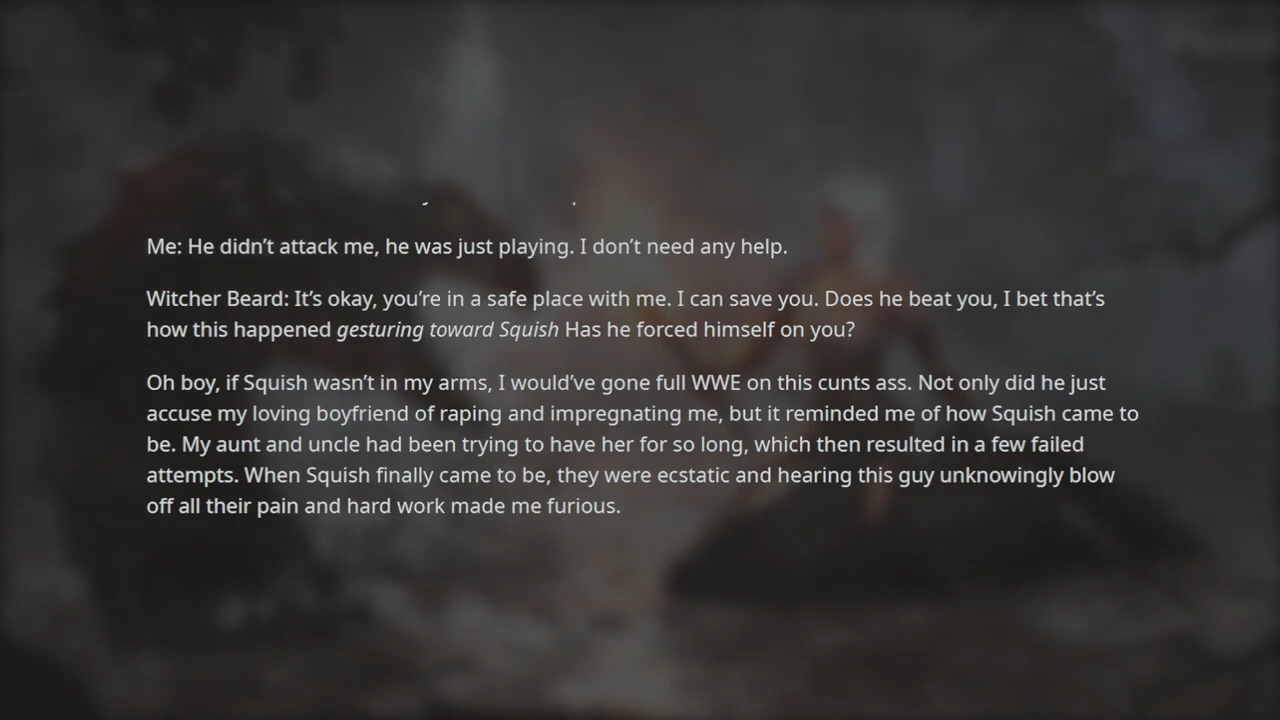 Me: He didn’t attack me, he was just playing. I don’t need any help.
Witcher Beard: It’s okay, you’re in a safe place with me. I can save you. Does he beat you, I bet that’s
how this happened gesturing toward Squish Has he forced himself on you?
Oh boy, if Squish wasn’t in my arms, I would’ve gone full WWE on this cunts ass. Not only did he just
accuse my loving boyfriend of raping and impregnating me, but it reminded me of how Squish came to
be. My aunt and uncle had been trying to have her for so long, which then resulted in a few failed
attempts. When Squish finally came to be, they were ecstatic and hearing this guy unknowingly blow
off all their pain and hard work made me furious.